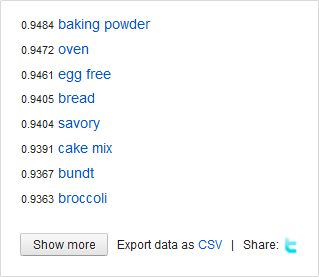 0.9484 baking powder
0.9472 oven
0.9461 egg free
0.9405 bread
0.9404 savory
0.9391 cake mix
0.9367 bundt
0.9363 broccoli
Show more Export data as CSV | Share: